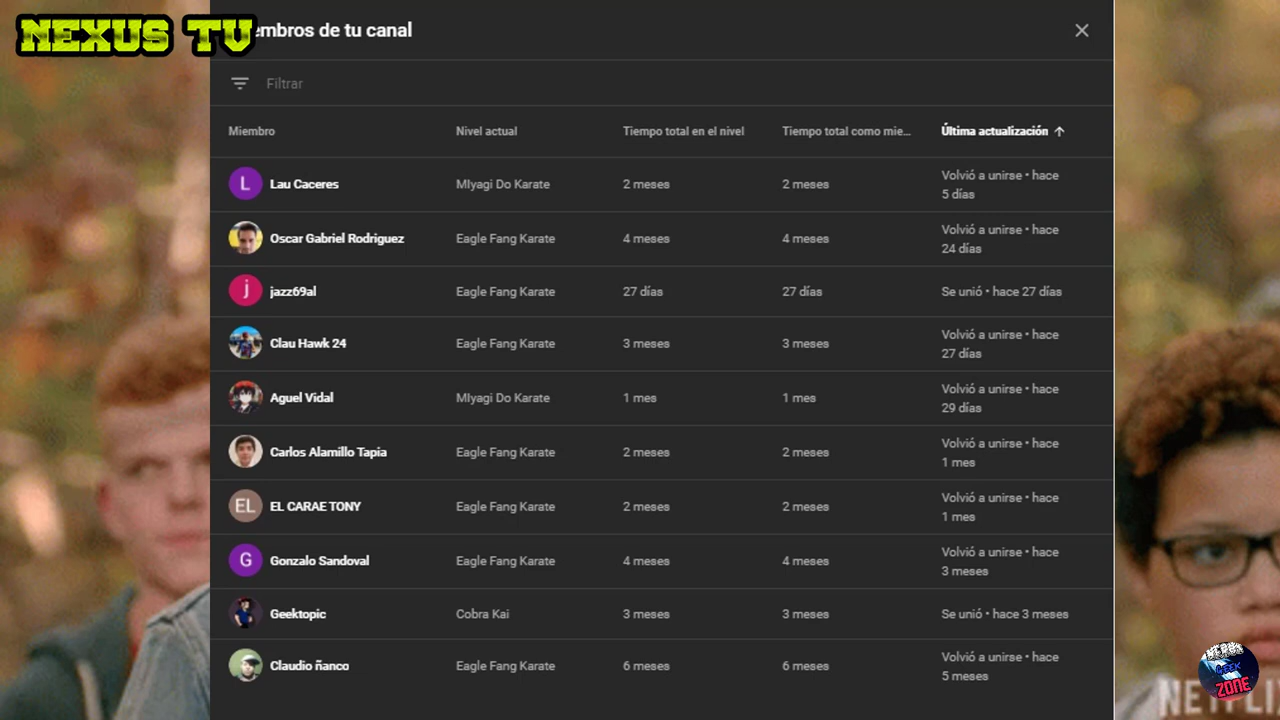 NEXUS TV
embros de tu canal
Filtrar
Miembro Nivel actual Tiempo total en el nivel Tiempo total como mie... Última actualización
L Lau Caceres MIyagi Do Karate 2 meses 2 meses Volvió a unirse • hace
5 días
Oscar Gabriel Rodriguez Eagle Fang Karate 4 meses 4 meses Volvió a unirse • hace
24 días
j jazz69al Eagle Fang Karate 27 días 27 días Se unió • hace 27 días
Clau Hawk 24 Eagle Fang Karate 3 meses 3 meses Volvió a unirse • hace
27 días
Aguel Vidal MIyagi Do Karate 1 mes 1 mes Volvió a unirse • hace
29 días
Carlos Alamillo Tapia Eagle Fang Karate 2 meses 2 meses Volvió a unirse • hace
1 mes
EL EL CARAE TONY Eagle Fang Karate 2 meses 2 meses Volvió a unirse • hace
1 mes
G Gonzalo Sandoval Eagle Fang Karate 4 meses 4 meses Volvió a unirse • hace
3 meses
Geektopic Cobra Kai 3 meses 3 meses Se unió • hace 3 meses
Claudio ñanco Eagle Fang Karate 6 meses 6 meses Volvió a unirse • hace
5 meses
GEEK
ZONE